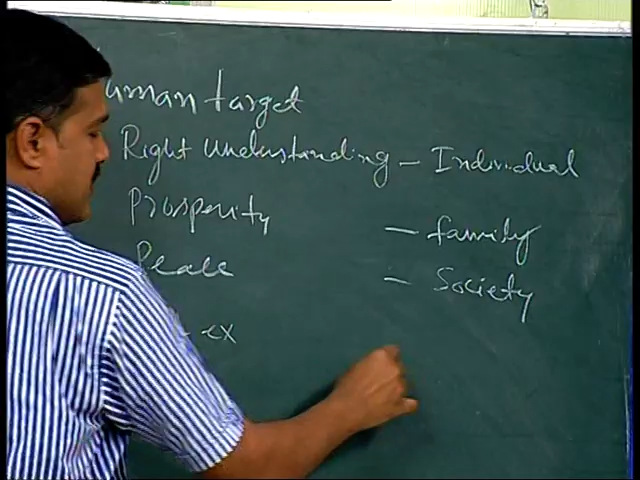 uman target
Right Understanding – Individual
Prosperity – family
Peace – Society
- ex